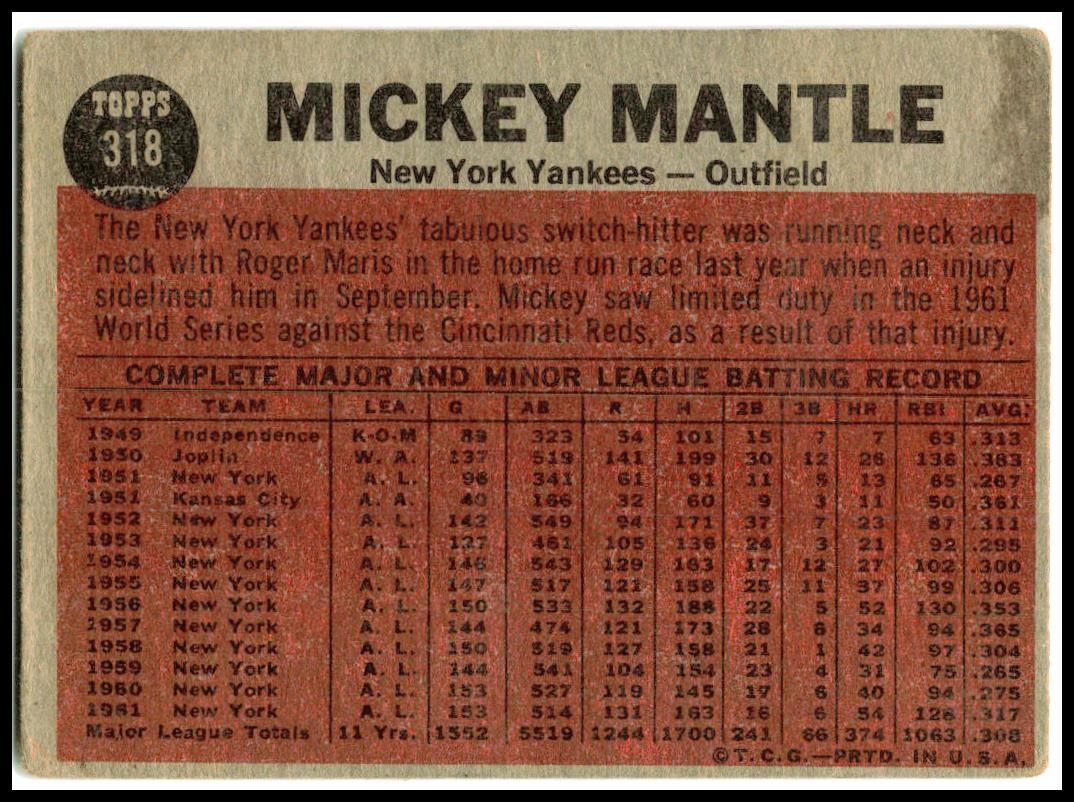 TOPPS
318
MICKEY MANTLE
New York Yankees — Outfield
The New York Yankees' fabulous switch-hitter was running neck and
neck with Roger Maris in the home run race last year when an injury
sidelined him in September. Mickey saw limited duty in the 1961
World Series against the Cincinnati Reds, as a result of that injury.
COMPLETE MAJOR AND MINOR LEAGUE BATTING RECORD
YEAR TEAM LEA. G AB R H 2B 3B HR RBI AVG.
1949 Independence K-O-M 89 323 54 101 15 7 7 63 .313
1950 Joplin W. A. 137 519 141 199 30 12 26 136 .383
1951 New York A. L. 96 341 61 91 11 5 13 65 .267
1951 Kansas City A. A. 40 166 32 60 9 3 11 50 .361
1952 New York A. L. 142 549 94 171 37 7 23 87 .311
1953 New York A. L. 127 461 105 136 24 3 21 92 .295
1954 New York A. L. 146 543 129 163 17 12 27 102 .300
1955 New York A. L. 147 517 121 158 25 11 37 99 .306
1956 New York A. L. 150 533 132 188 22 5 52 130 .353
1957 New York A. L. 144 474 121 173 28 6 34 94 .365
1958 New York A. L. 150 519 127 158 21 1 42 97 .304
1959 New York A. L. 144 541 104 154 23 4 31 75 .265
1960 New York A. L. 153 527 119 145 17 6 40 94 .275
1961 New York A. L. 153 514 131 163 16 6 54 128 .317
Major League Totals 11 Yrs. 1552 5519 1244 1700 241 66 374 1063 .308
© T.C.G.—PRTD. IN U.S.A.